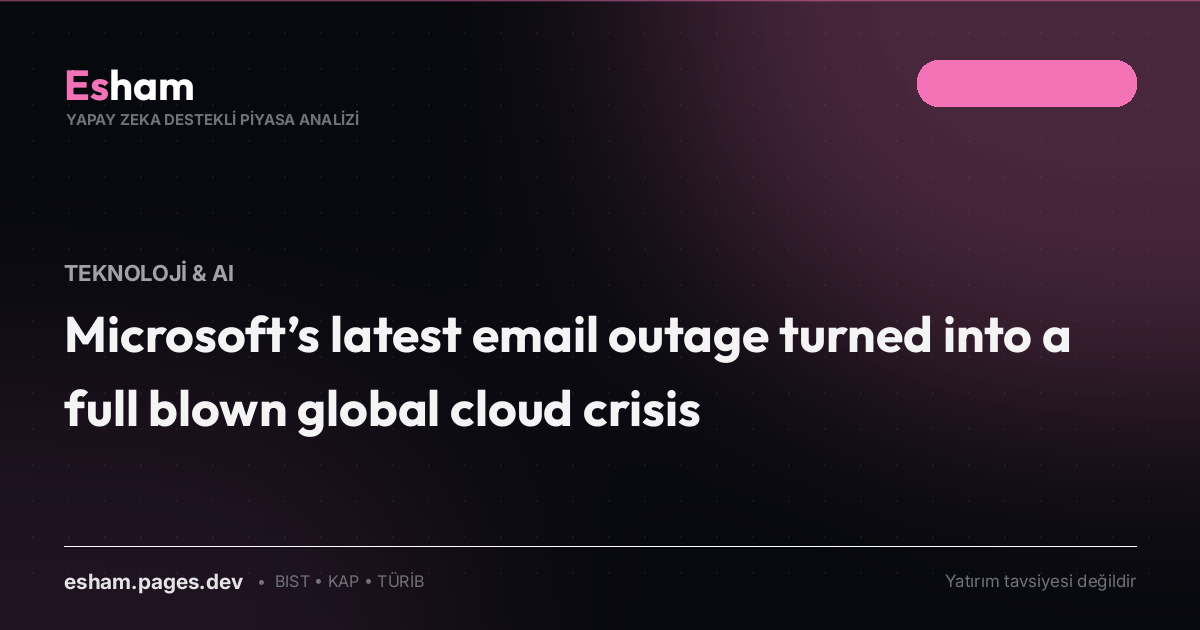 Esham
YAPAY ZEKA DESTEKLİ PİYASA ANALİZİ
TEKNOLOJİ & AI
Microsoft’s latest email outage turned into a
full blown global cloud crisis
esham.pages.dev • BIST • KAP • TÜRİB
Yatırım tavsiyesi değildir